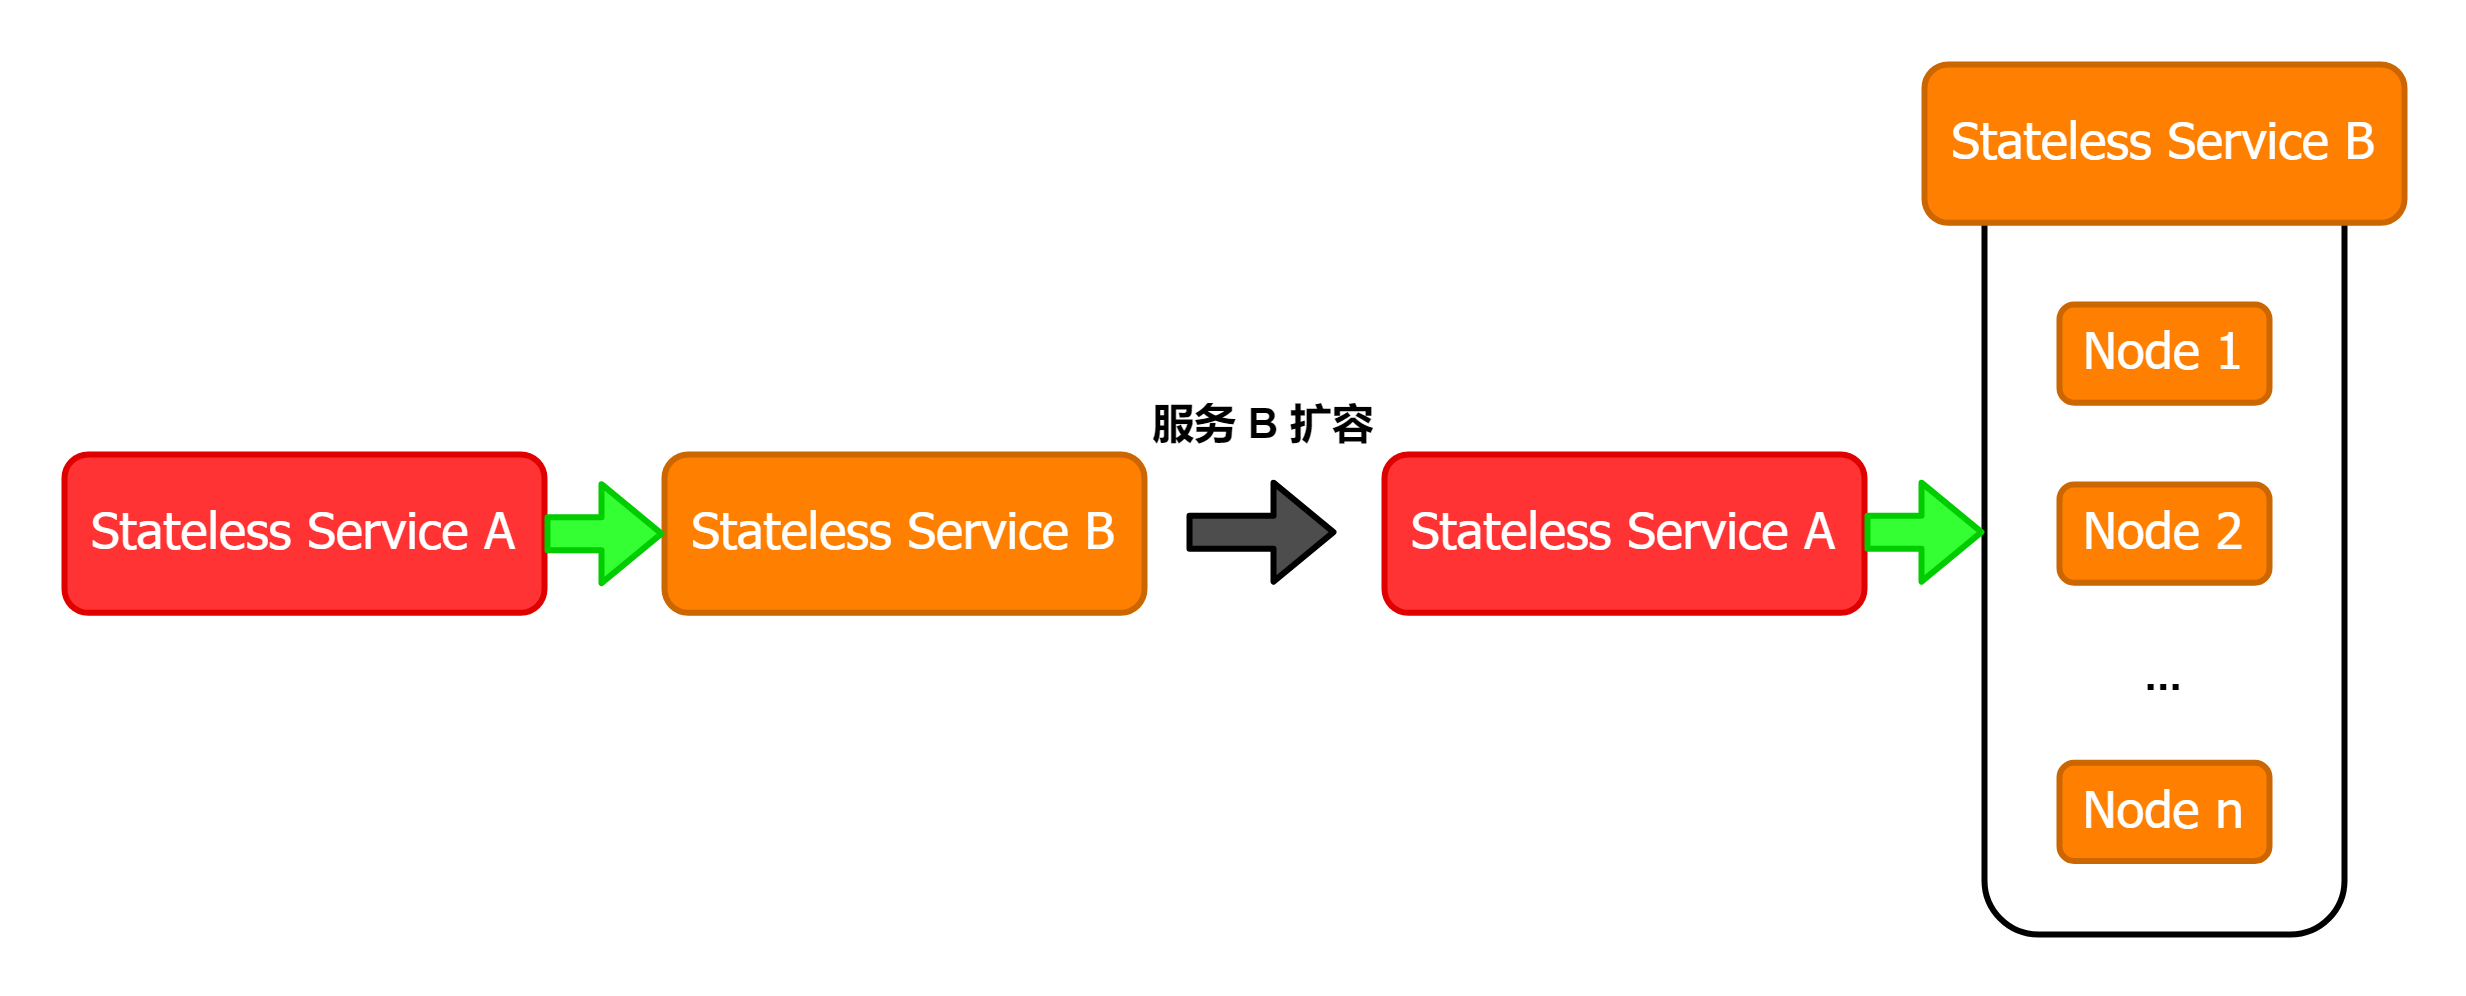 Stateless Service A
Stateless Service B
服务 B 扩容
Stateless Service A
Stateless Service B
Node 1
Node 2
...
Node n